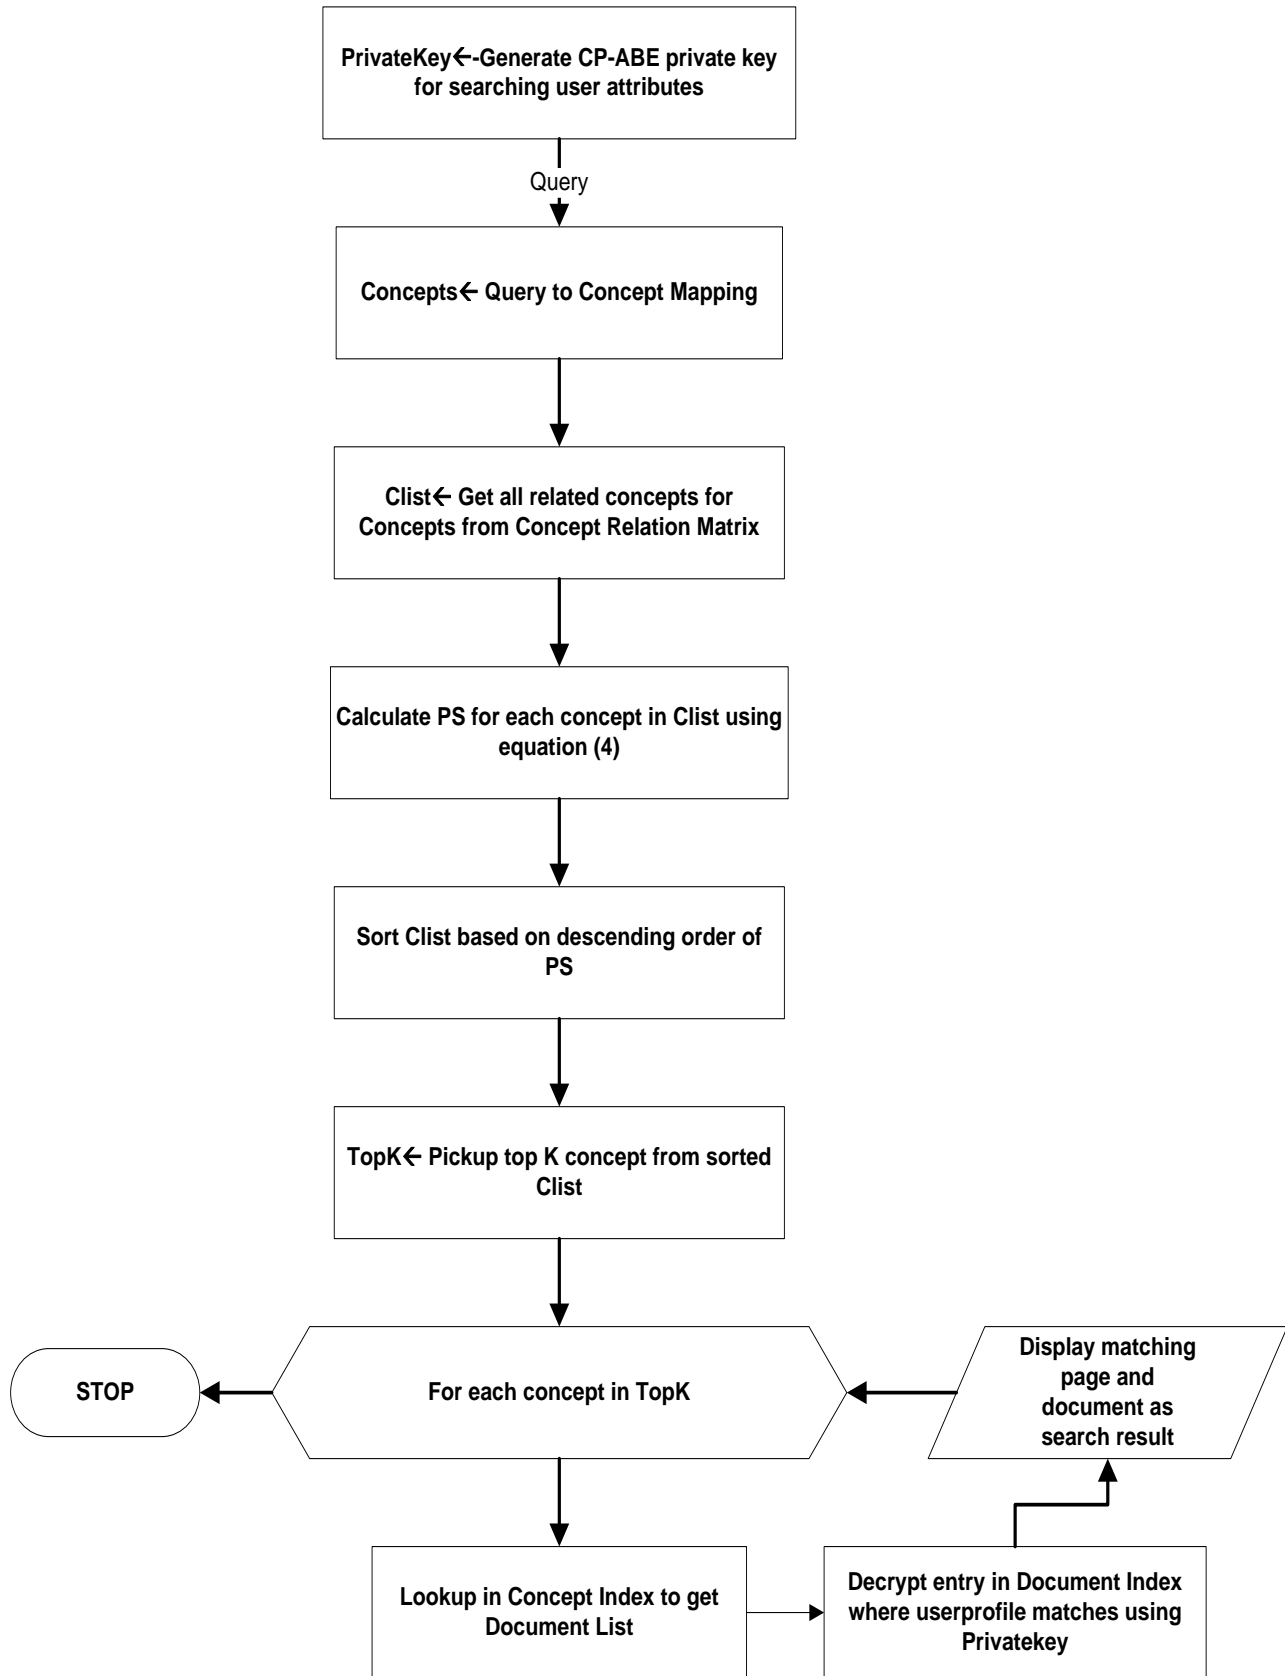 PrivateKey←-Generate CP-ABE private key
for searching user attributes
Query
Concepts← Query to Concept Mapping
Clist← Get all related concepts for
Concepts from Concept Relation Matrix
Calculate PS for each concept in Clist using
equation (4)
Sort Clist based on descending order of
PS
TopK← Pickup top K concept from sorted
Clist
STOP
For each concept in TopK
Display matching
page and
document as
search result
Lookup in Concept Index to get
Document List
Decrypt entry in Document Index
where userprofile matches using
Privatekey